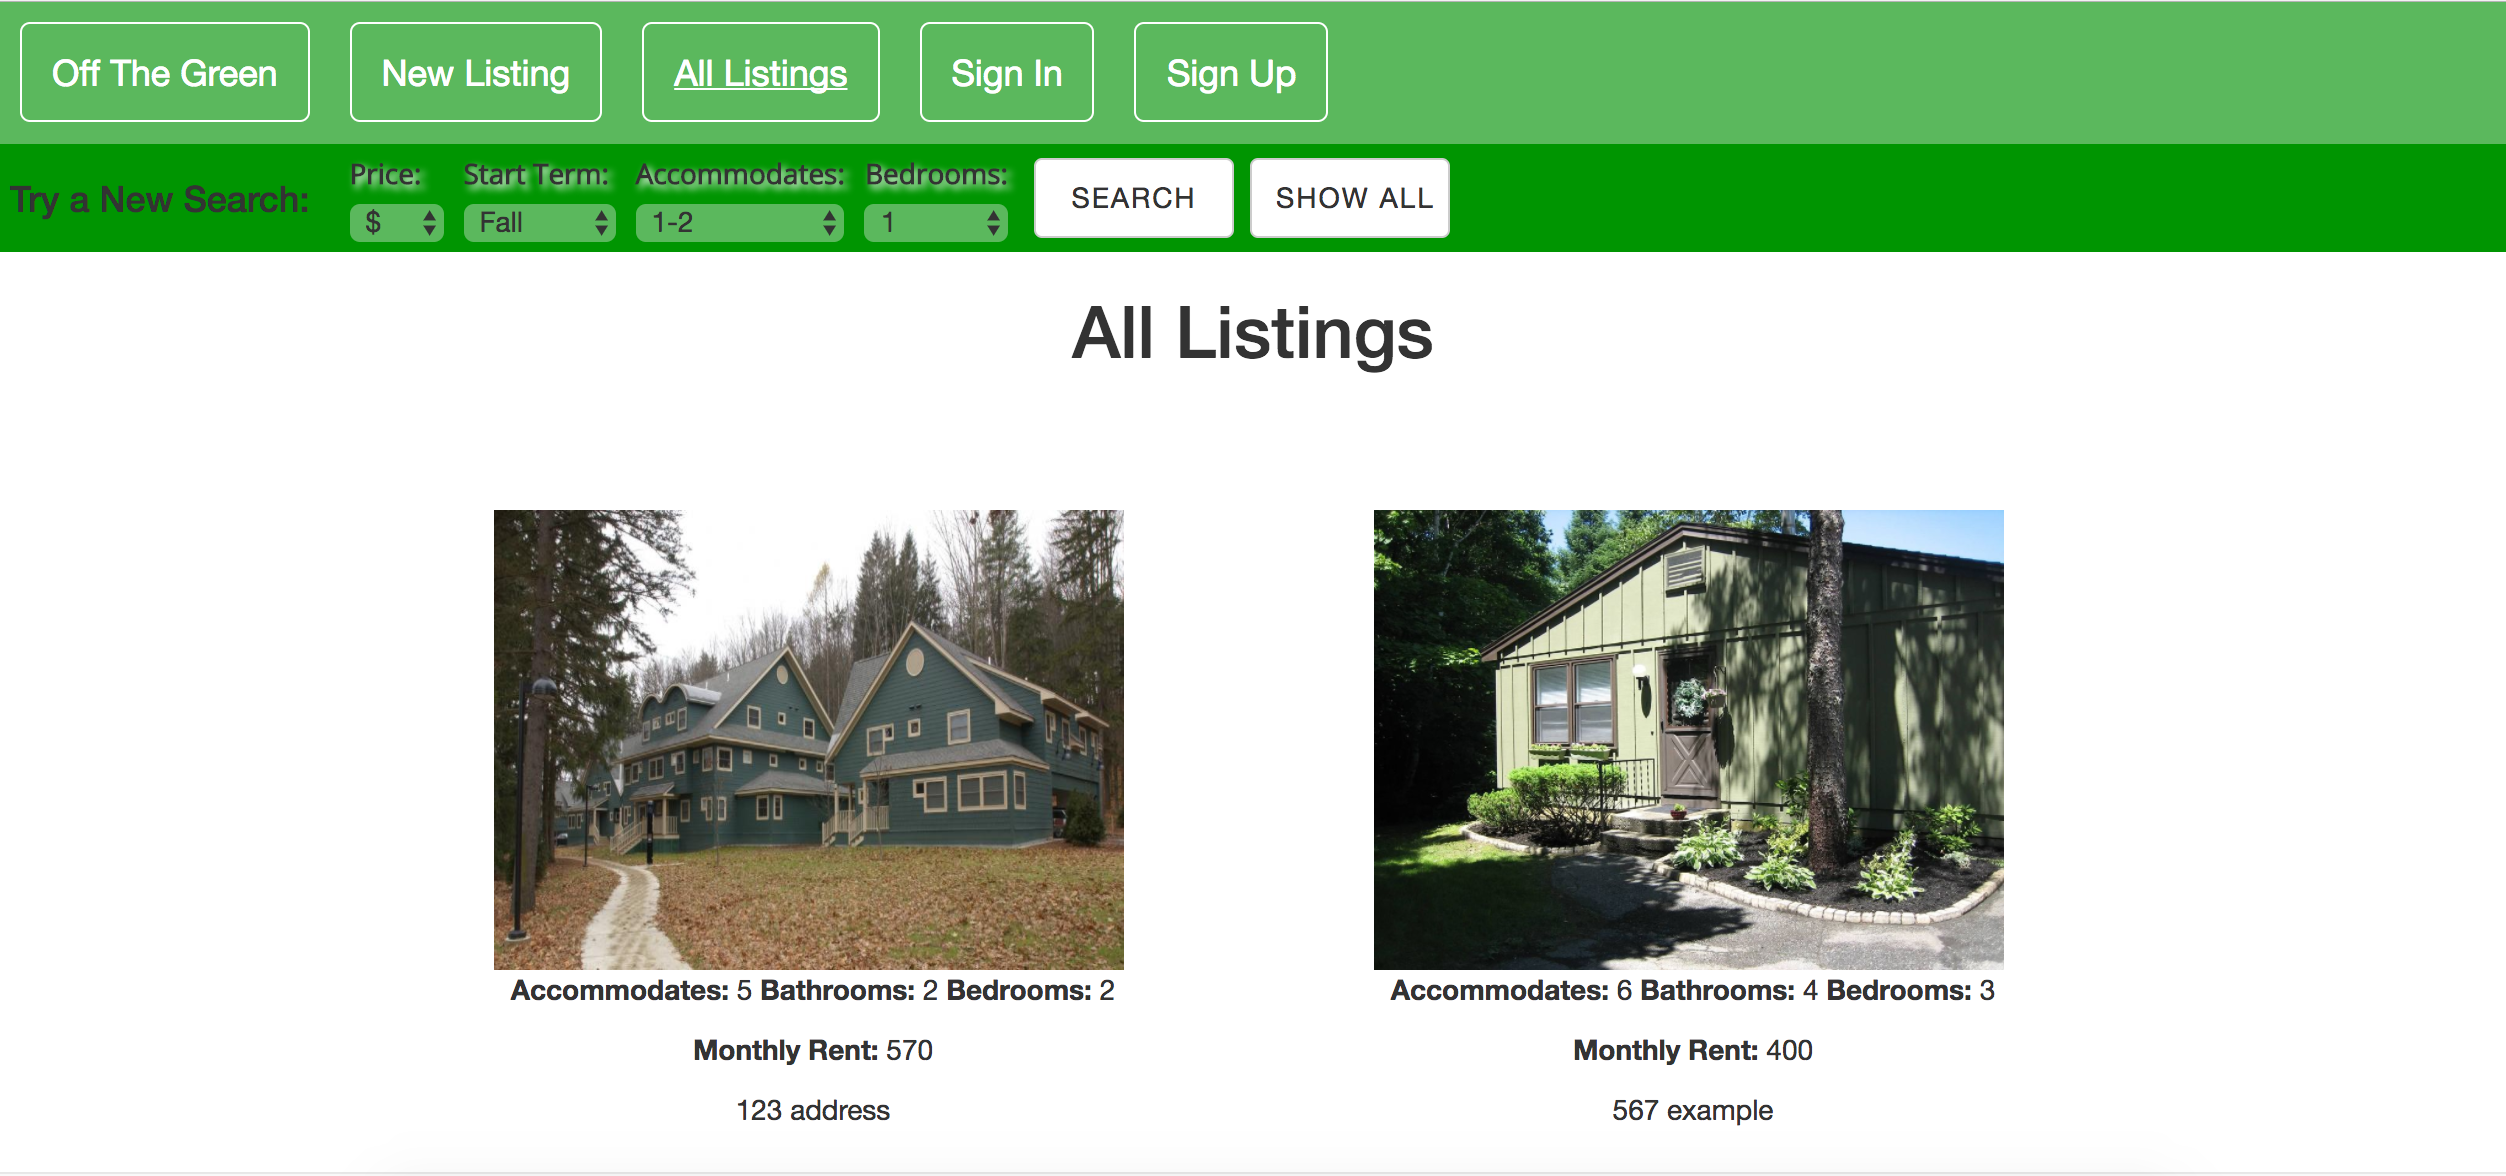 Off The Green New Listing All Listings Sign In Sign Up
Try a New Search: Price: Start Term: Accommodates: Bedrooms: SEARCH SHOW ALL
$ Fall 1-2 1
All Listings
Accommodates: 5 Bathrooms: 2 Bedrooms: 2
Monthly Rent: 570
123 address
Accommodates: 6 Bathrooms: 4 Bedrooms: 3
Monthly Rent: 400
567 example